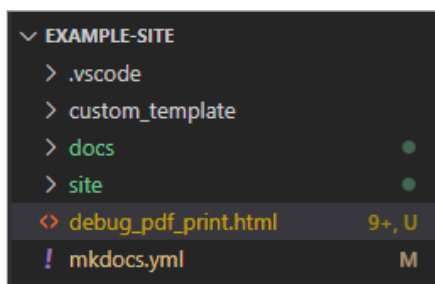 EXAMPLE-SITE
.vscode
custom_template
docs
site
<> debug_pdf_print.html 9+, U
! mkdocs.yml M